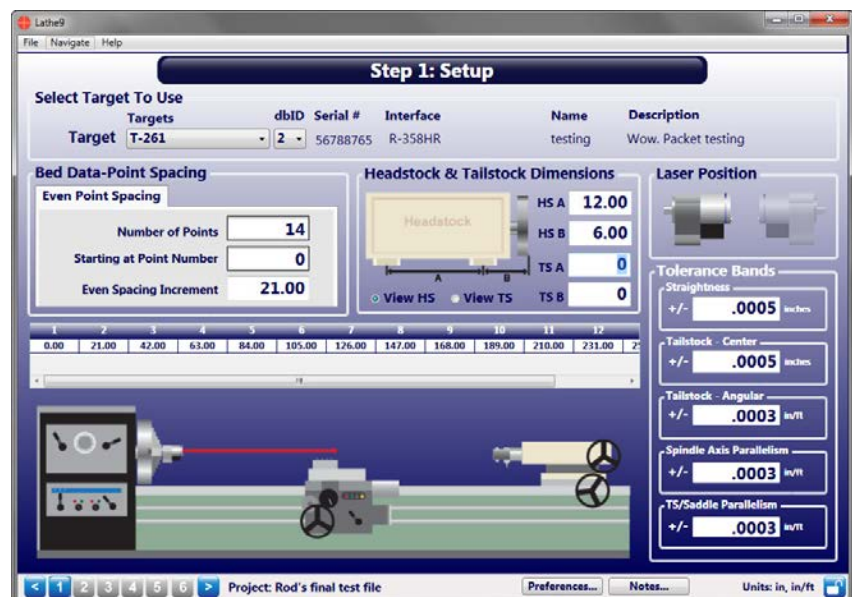 Lathe9
File Navigate Help
Step 1: Setup
Select Target To Use
Targets dbID Serial # Interface Name Description
Target T-261 2 56788765 R-358HR testing Wow. Packet testing
Bed Data-Point Spacing
Even Point Spacing
Number of Points 14
Starting at Point Number 0
Even Spacing Increment 21.00
Headstock & Tailstock Dimensions
Headstock
A B
View HS View TS
HS A 12.00
HS B 6.00
TS A 0
TS B 0
Laser Position
Tolerance Bands
Straightness
+/- .0005 inches
Tailstock - Center
+/- .0005 inches
Tailstock - Angular
+/- .0003 in/ft
Spindle Axis Parallelism
+/- .0003 in/ft
TS/Saddle Parallelism
+/- .0003 in/ft
1 2 3 4 5 6 7 8 9 10 11 12
0.00 21.00 42.00 63.00 84.00 105.00 126.00 147.00 168.00 189.00 210.00 231.00
< 1 2 3 4 5 6 > Project: Rod's final test file Preferences... Notes... Units: in, in/ft